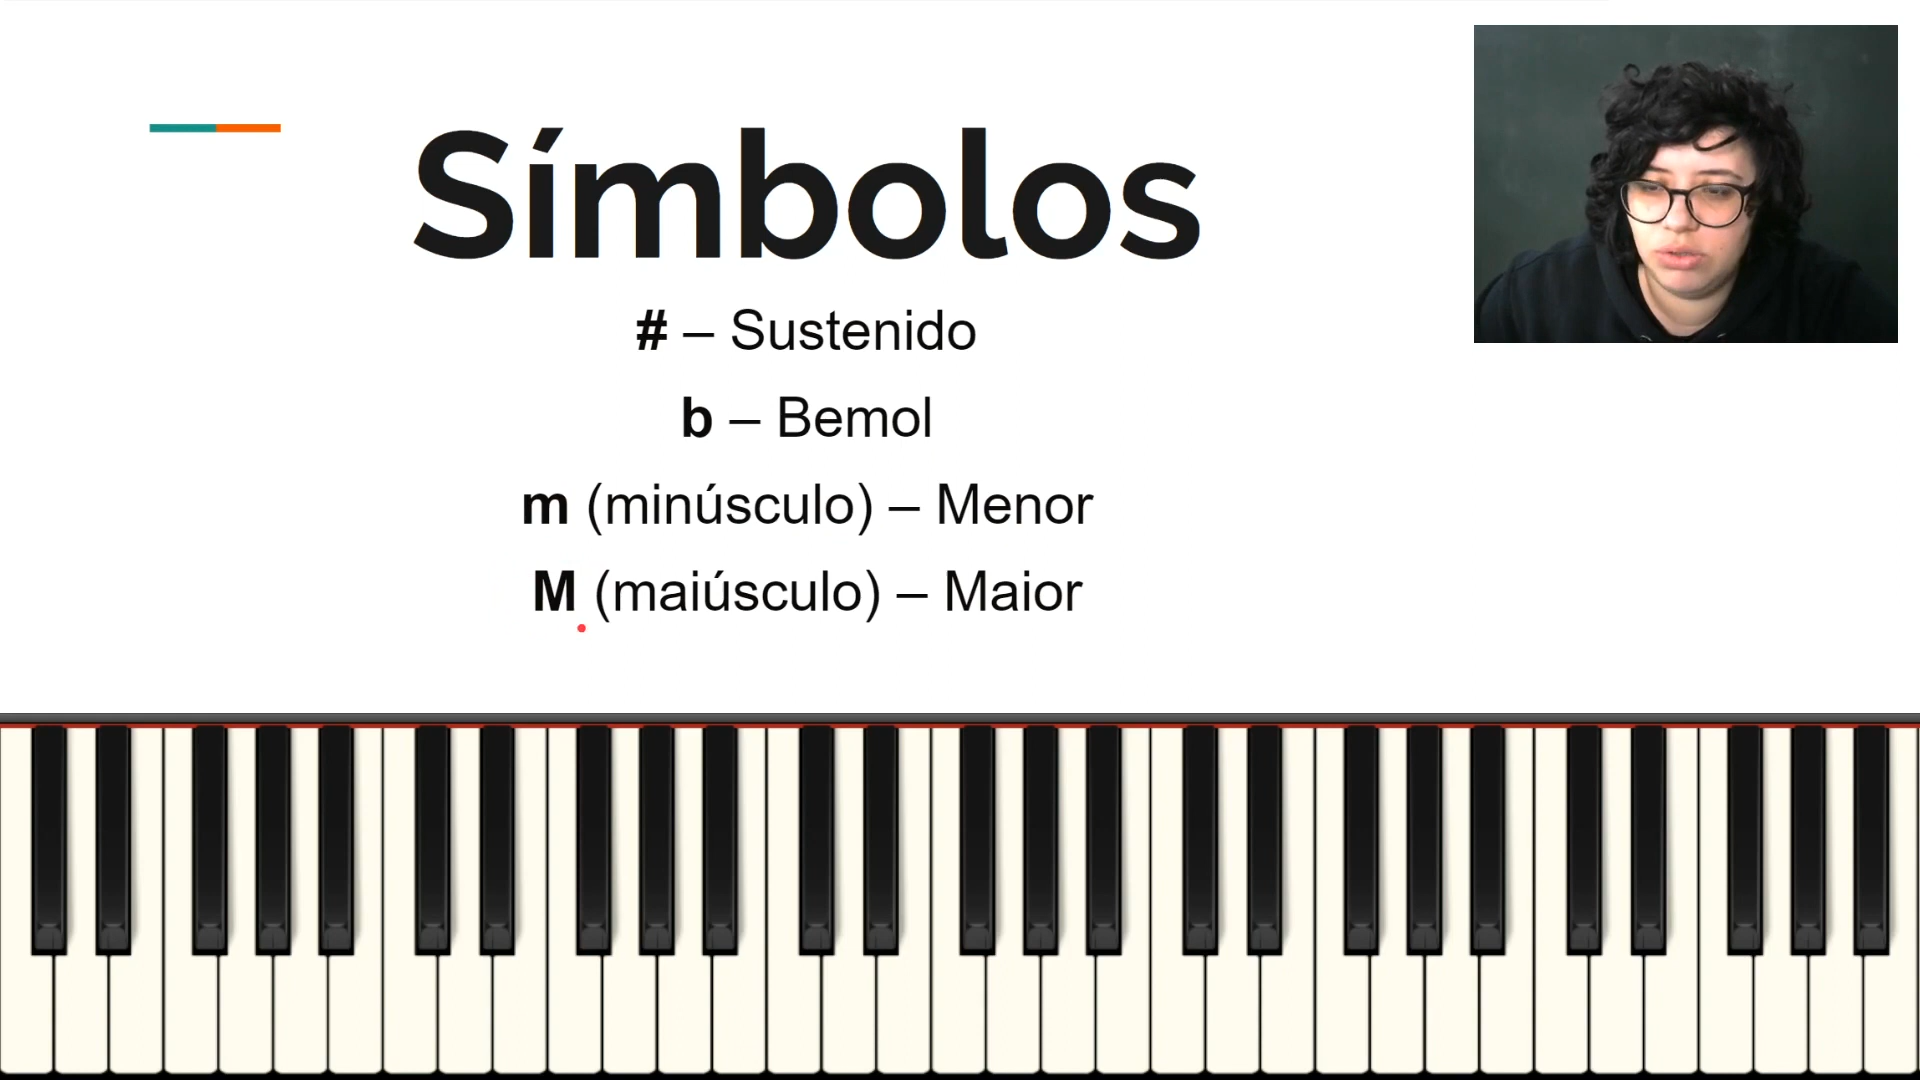 Símbolos
# – Sustenido
b – Bemol
m (minúsculo) – Menor
M (maiúsculo) – Maior